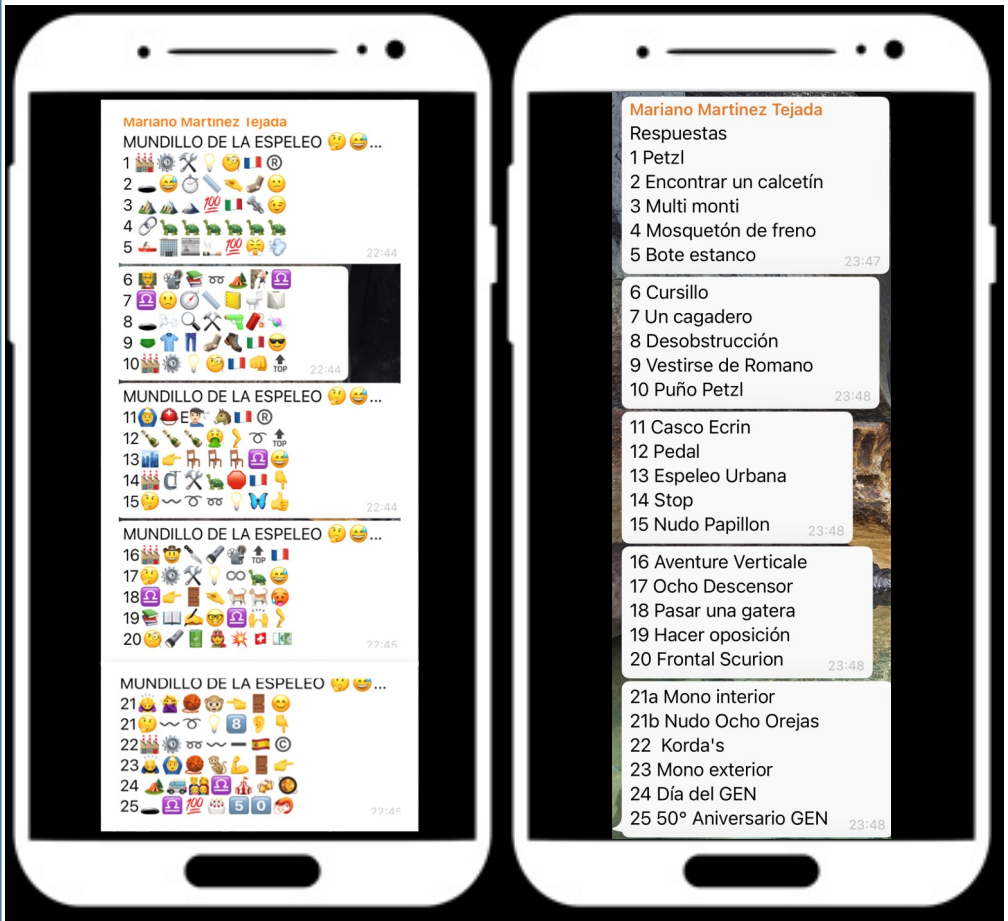 Mariano Martinez Tejada
MUNDILLO DE LA ESPELEO 🤔😅...
1 🏭⚙️🛠💡🧐🇫🇷®️
2 🕳😅⏱📏🤏🧦😕
3 ⛰⛰🏔💯🇮🇹🔩😉
4 🔗🐢🐢🐢🐢🐢🐢
5 🚣🏢🏪🚬💯😤💨
22:44
6 👨‍🏫📽📚➿🏕🧗♎
7 ♎🙁🧭📏📒🚽🧻
8 🕳🌬🔍⚒🔫🧨🍬
9 🩲👕👖🧦🥾🇮🇹😎
10 🏭⚙️💡🧐🇫🇷👊🔝
22:44
MUNDILLO DE LA ESPELEO 🤔😅...
11 🙆‍♂️⛑E🤦🏻‍♂️🐴🇫🇷®️
12 🍾🍾🍾🤮🦵➰🔝
13 🏙👉🪑🪑🪑♎😅
14 🏭🗜🛠🐢🛑🇫🇷👇
15 🤔〰️➰➿💡🦋👍
22:44
MUNDILLO DE LA ESPELEO 🤔😅...
16 🏭🤠🔪🔦📽🔝🇫🇷
17 🤔⚙️🛠💡♾🐢😅
18 ♎👉🚪🤏🐈🐈🥵
19 📚📖✍️🤓♎🙌🦵
20 🧐🔦🔋👩‍🚒💥🇨🇭💶
22:45
MUNDILLO DE LA ESPELEO 🤔😅...
21 🙇🙅‍♀️🧶🐵👈🚪😊
21 🤔〰️➰💡8️⃣👂👇
22 🏭⚙️➿〰️➖🇪🇸©️
23 🙇🙆‍♂️🧶🐒💪🚪👉
24 🏕🚐👨‍👩‍👧‍👦♎🎪🍻🥘
25 🕳♎💯🎂5️⃣0️⃣🎅
22:45
Mariano Martinez Tejada
Respuestas
1 Petzl
2 Encontrar un calcetín
3 Multi monti
4 Mosquetón de freno
5 Bote estanco
23:47
6 Cursillo
7 Un cagadero
8 Desobstrucción
9 Vestirse de Romano
10 Puño Petzl
23:48
11 Casco Ecrin
12 Pedal
13 Espeleo Urbana
14 Stop
15 Nudo Papillon
23:48
16 Aventure Verticale
17 Ocho Descensor
18 Pasar una gatera
19 Hacer oposición
20 Frontal Scurion
23:48
21a Mono interior
21b Nudo Ocho Orejas
22 Korda's
23 Mono exterior
24 Día del GEN
25 50° Aniversario GEN
23:48